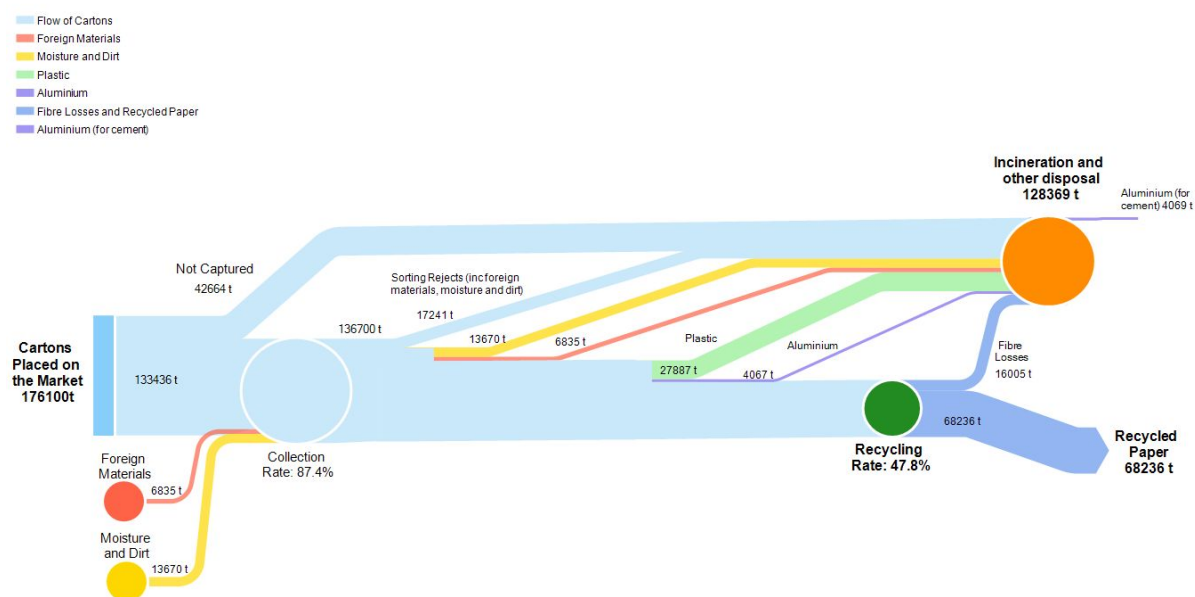 Flow of Cartons
Foreign Materials
Moisture and Dirt
Plastic
Aluminium
Fibre Losses and Recycled Paper
Aluminium (for cement)
Incineration and
other disposal
128369 t
Aluminium (for
cement) 4069 t
Not Captured
42664 t
Sorting Rejects (inc foreign
materials, moisture and dirt)
17241 t
136700 t
13670 t
6835 t
Plastic
27887 t
Aluminium
4067 t
Fibre
Losses
16005 t
Cartons
Placed on
the Market
176100t
133436 t
68236 t
Recycled
Paper
68236 t
Collection
Rate: 87.4%
Recycling
Rate: 47.8%
Foreign
Materials
6835 t
Moisture
and Dirt
13670 t